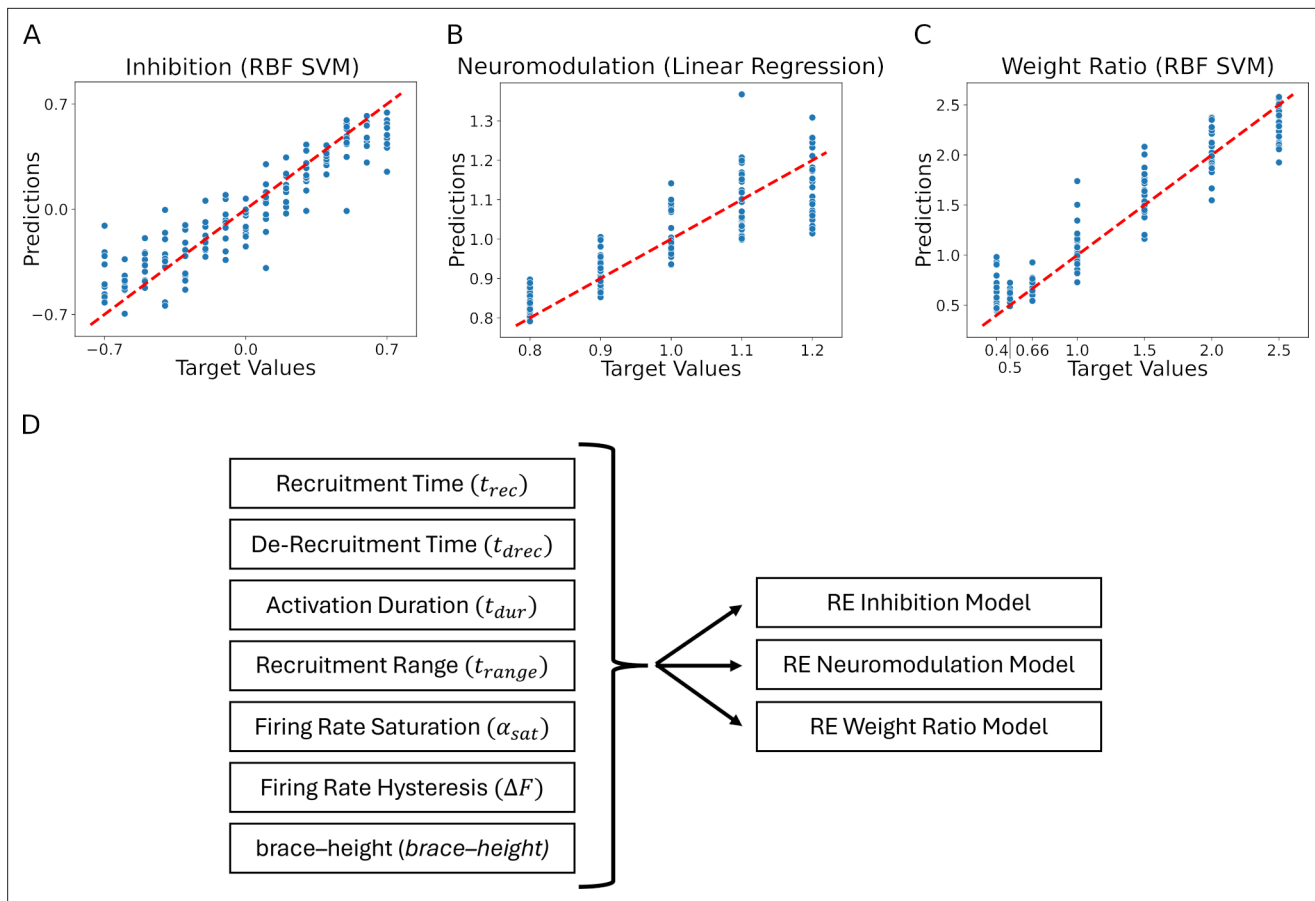 A
Inhibition (RBF SVM)
Predictions
0.7
0.0
−0.7
−0.7 0.0 0.7
Target Values
B
Neuromodulation (Linear Regression)
Predictions
1.3
1.2
1.1
1.0
0.9
0.8
0.8 0.9 1.0 1.1 1.2
Target Values
C
Weight Ratio (RBF SVM)
Predictions
2.5
2.0
1.5
1.0
0.5
0.4 0.66 1.0 1.5 2.0 2.5
0.5
Target Values
D
Recruitment Time (t_rec)
De-Recruitment Time (t_drec)
Activation Duration (t_dur)
Recruitment Range (t_range)
Firing Rate Saturation (α_sat)
Firing Rate Hysteresis (ΔF)
brace–height (brace–height)
RE Inhibition Model
RE Neuromodulation Model
RE Weight Ratio Model